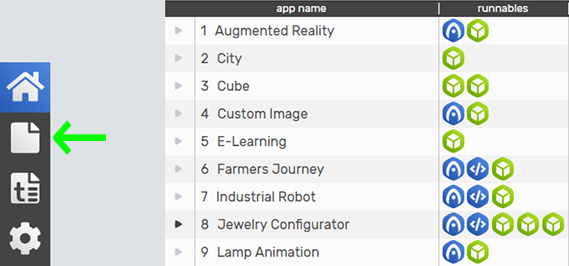 app name runnables
1 Augmented Reality
2 City
3 Cube
4 Custom Image
5 E-Learning
6 Farmers Journey
7 Industrial Robot
8 Jewelry Configurator
9 Lamp Animation